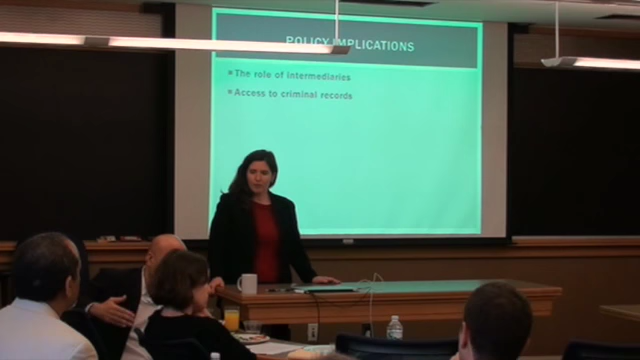 POLICY IMPLICATIONS
The role of intermediaries
Access to criminal records